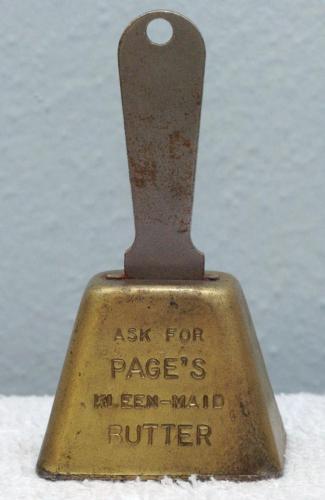 ASK FOR
PAGE'S
KLEEN-MAID
BUTTER